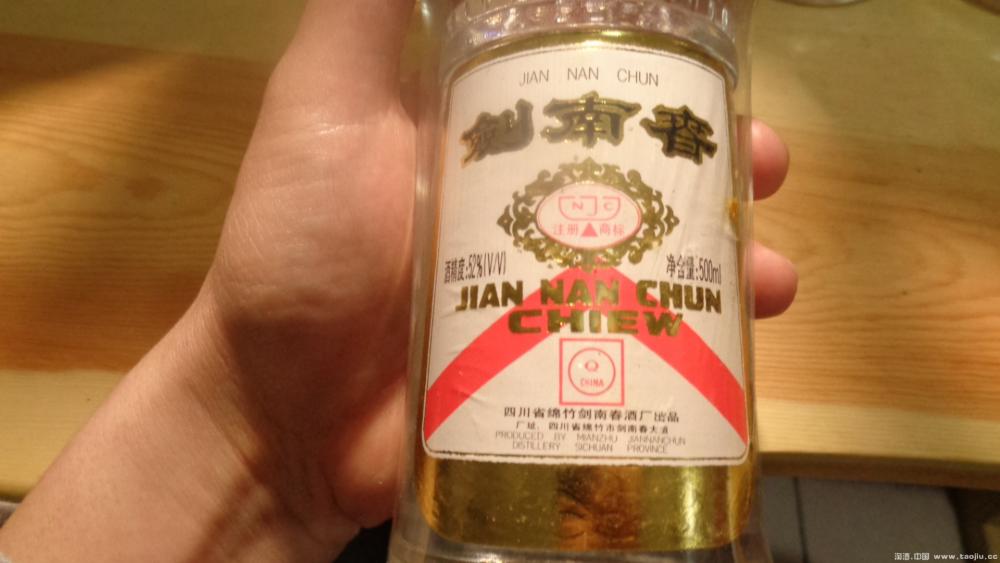 JIAN NAN CHUN
剑南春
NJC
注册 商标
酒精度:52%(V/V)
净含量:500ml
JIAN NAN CHUN
CHIEW
Q
CHINA
四川省绵竹剑南春酒厂出品
厂址:四川省绵竹市剑南春大道
PRODUCED BY MIANZHU JIANNANCHUN
DISTILLERY SICHUAN PROVINCE
淘酒.中国 www.taojiu.cc